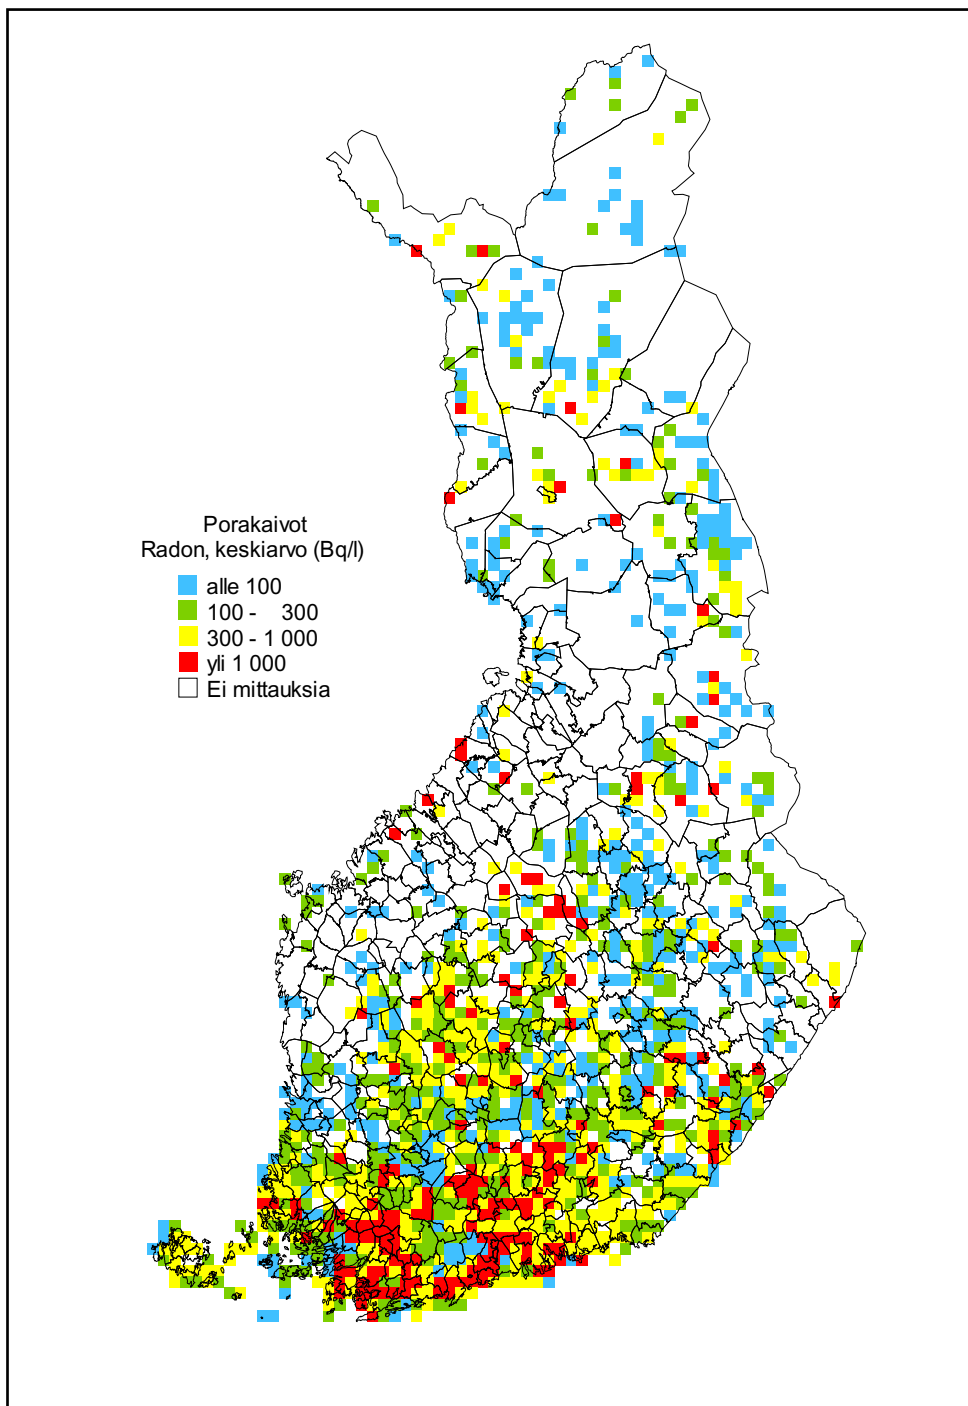 Porakaivot
Radon, keskiarvo (Bq/l)
alle 100
100 - 300
300 - 1 000
yli 1 000
Ei mittauksia